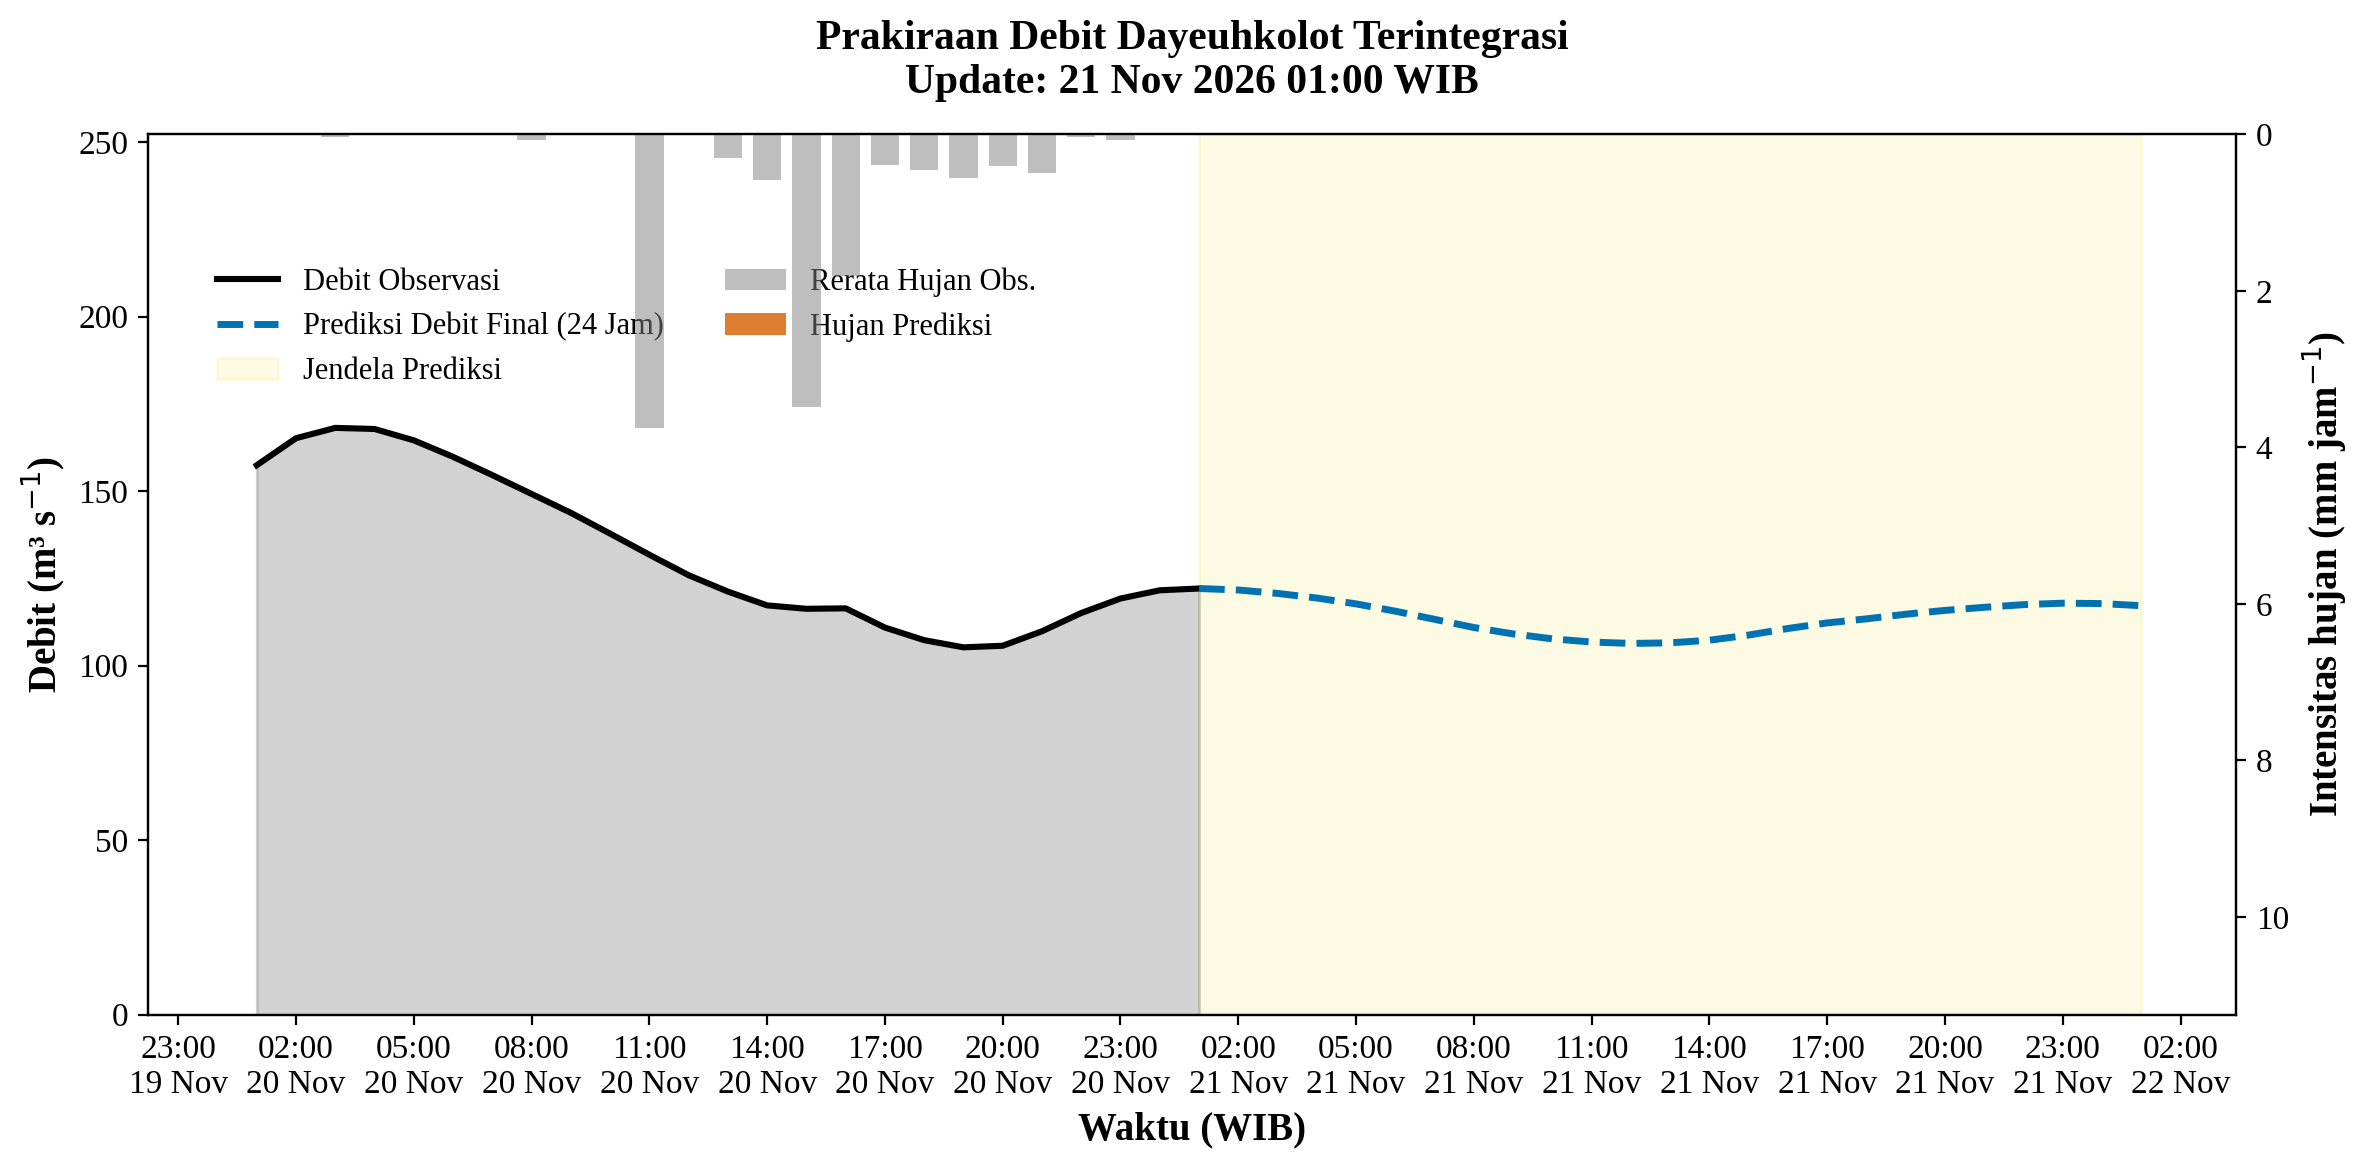 Prakiraan Debit Dayeuhkolot Terintegrasi
Update: 21 Nov 2026 01:00 WIB
Debit (m³ s⁻¹)
250
200
150
100
50
0
Debit Observasi
Prediksi Debit Final (24 Jam)
Jendela Prediksi
Rerata Hujan Obs.
Hujan Prediksi
0
2
4
6
8
10
Intensitas hujan (mm jam⁻¹)
23:00 02:00 05:00 08:00 11:00 14:00 17:00 20:00 23:00 02:00 05:00 08:00 11:00 14:00 17:00 20:00 23:00 02:00
19 Nov 20 Nov 20 Nov 20 Nov 20 Nov 20 Nov 20 Nov 20 Nov 20 Nov 21 Nov 21 Nov 21 Nov 21 Nov 21 Nov 21 Nov 21 Nov 21 Nov 22 Nov
Waktu (WIB)